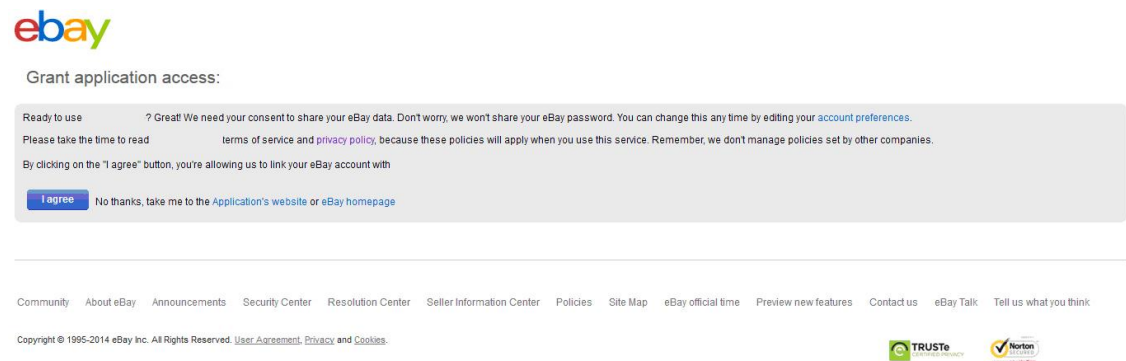 ebay
Grant application access:
Ready to use ? Great! We need your consent to share your eBay data. Don't worry, we won't share your eBay password. You can change this any time by editing your account preferences.
Please take the time to read terms of service and privacy policy, because these policies will apply when you use this service. Remember, we don't manage policies set by other companies.
By clicking on the "I agree" button, you're allowing us to link your eBay account with
I agree No thanks, take me to the Application's website or eBay homepage
Community About eBay Announcements Security Center Resolution Center Seller Information Center Policies Site Map eBay official time Preview new features Contact us eBay Talk Tell us what you think
Copyright © 1995-2014 eBay Inc. All Rights Reserved. User Agreement, Privacy and Cookies.
TRUSTe
CERTIFIED PRIVACY
Norton
SECURED